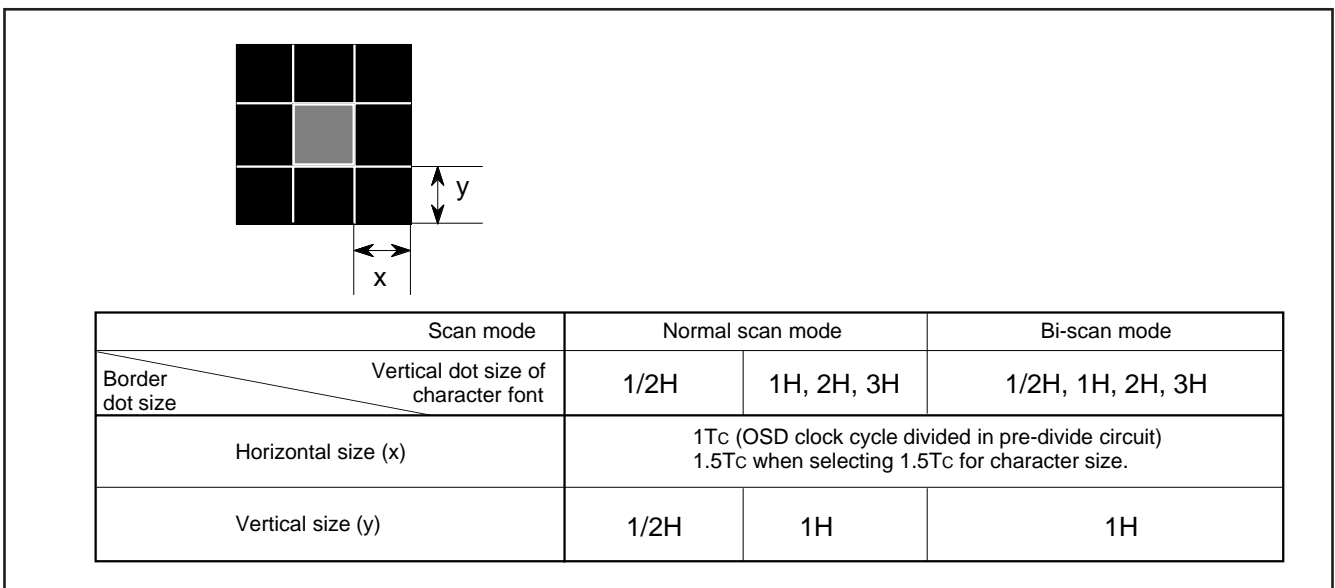 y
x
Scan mode
Normal scan mode
Bi-scan mode
Border
dot size
Vertical dot size of
character font
1/2H
1H, 2H, 3H
1/2H, 1H, 2H, 3H
Horizontal size (x)
1Tc (OSD clock cycle divided in pre-divide circuit)
1.5Tc when selecting 1.5Tc for character size.
Vertical size (y)
1/2H
1H
1H